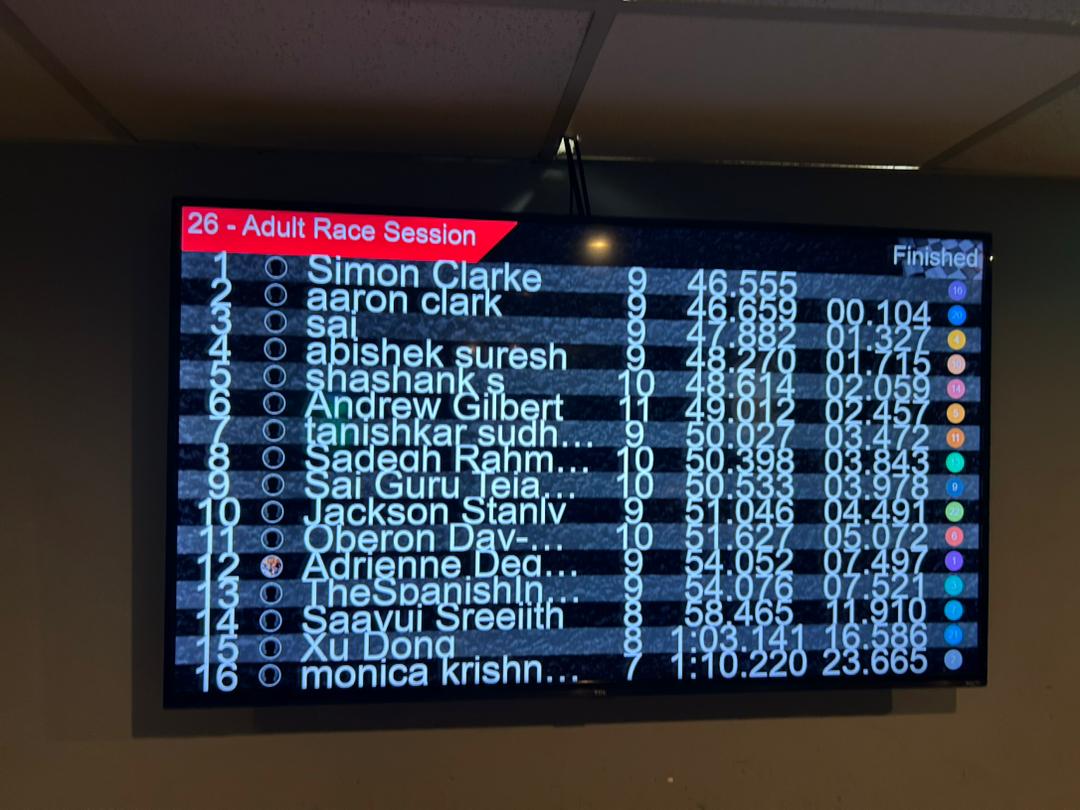 26 - Adult Race Session
Finished
1 Simon Clarke 9 46.555 10
2 aaron clark 9 46.659 00.104 20
3 sai 9 47.882 01.327 4
4 abishek suresh 9 48.270 01.715
5 shashank s 10 48.614 02.059 14
6 Andrew Gilbert 11 49.012 02.457 5
7 tanishkar sudh... 9 50.027 03.472 11
8 Sadegh Rahm... 10 50.398 03.843
9 Sai Guru Teja... 10 50.533 03.978 9
10 Jackson Stanly 9 51.046 04.491 22
11 Oberon Dav-... 10 51.627 05.072 6
12 Adrienne Deg... 9 54.052 07.497 1
13 TheSpanishIn... 9 54.076 07.521 3
14 Saayuj Sreejith 8 58.465 11.910
15 Xu Dong 8 1:03.141 16.586 21
16 monica krishn... 7 1:10.220 23.665
TCL